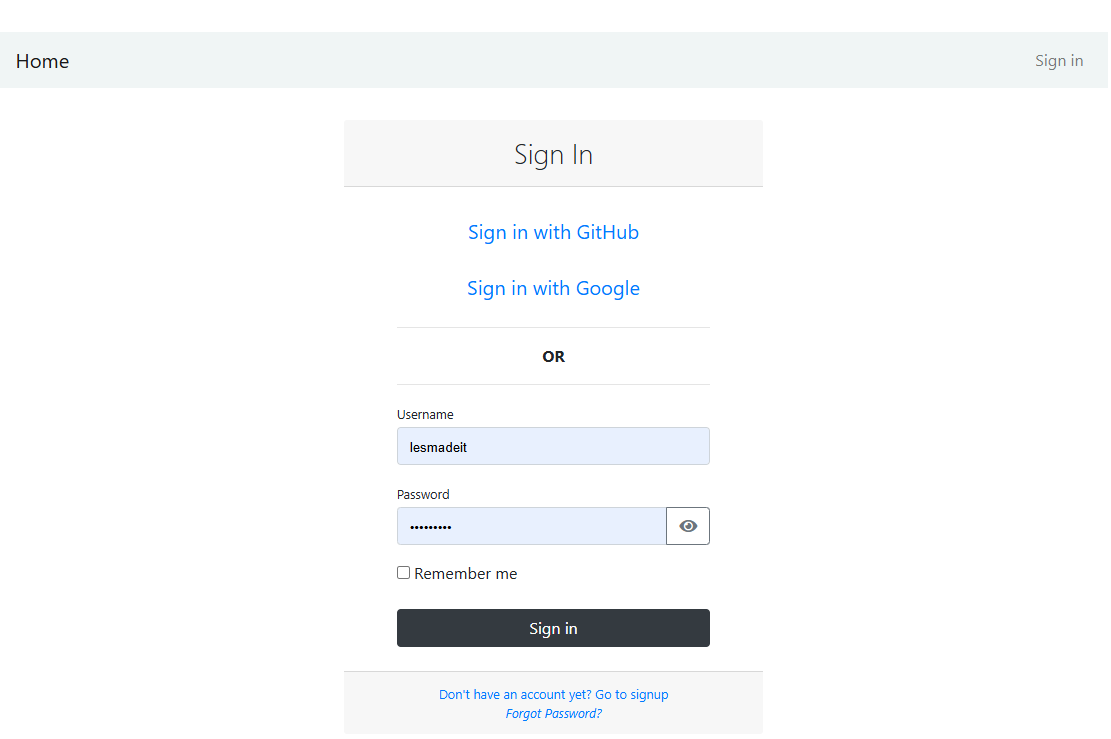 Home
Sign in
Sign In
Sign in with GitHub
Sign in with Google
OR
Username
lesmadeit
Password
•••••••••
Remember me
Sign in
Don't have an account yet? Go to signup
Forgot Password?